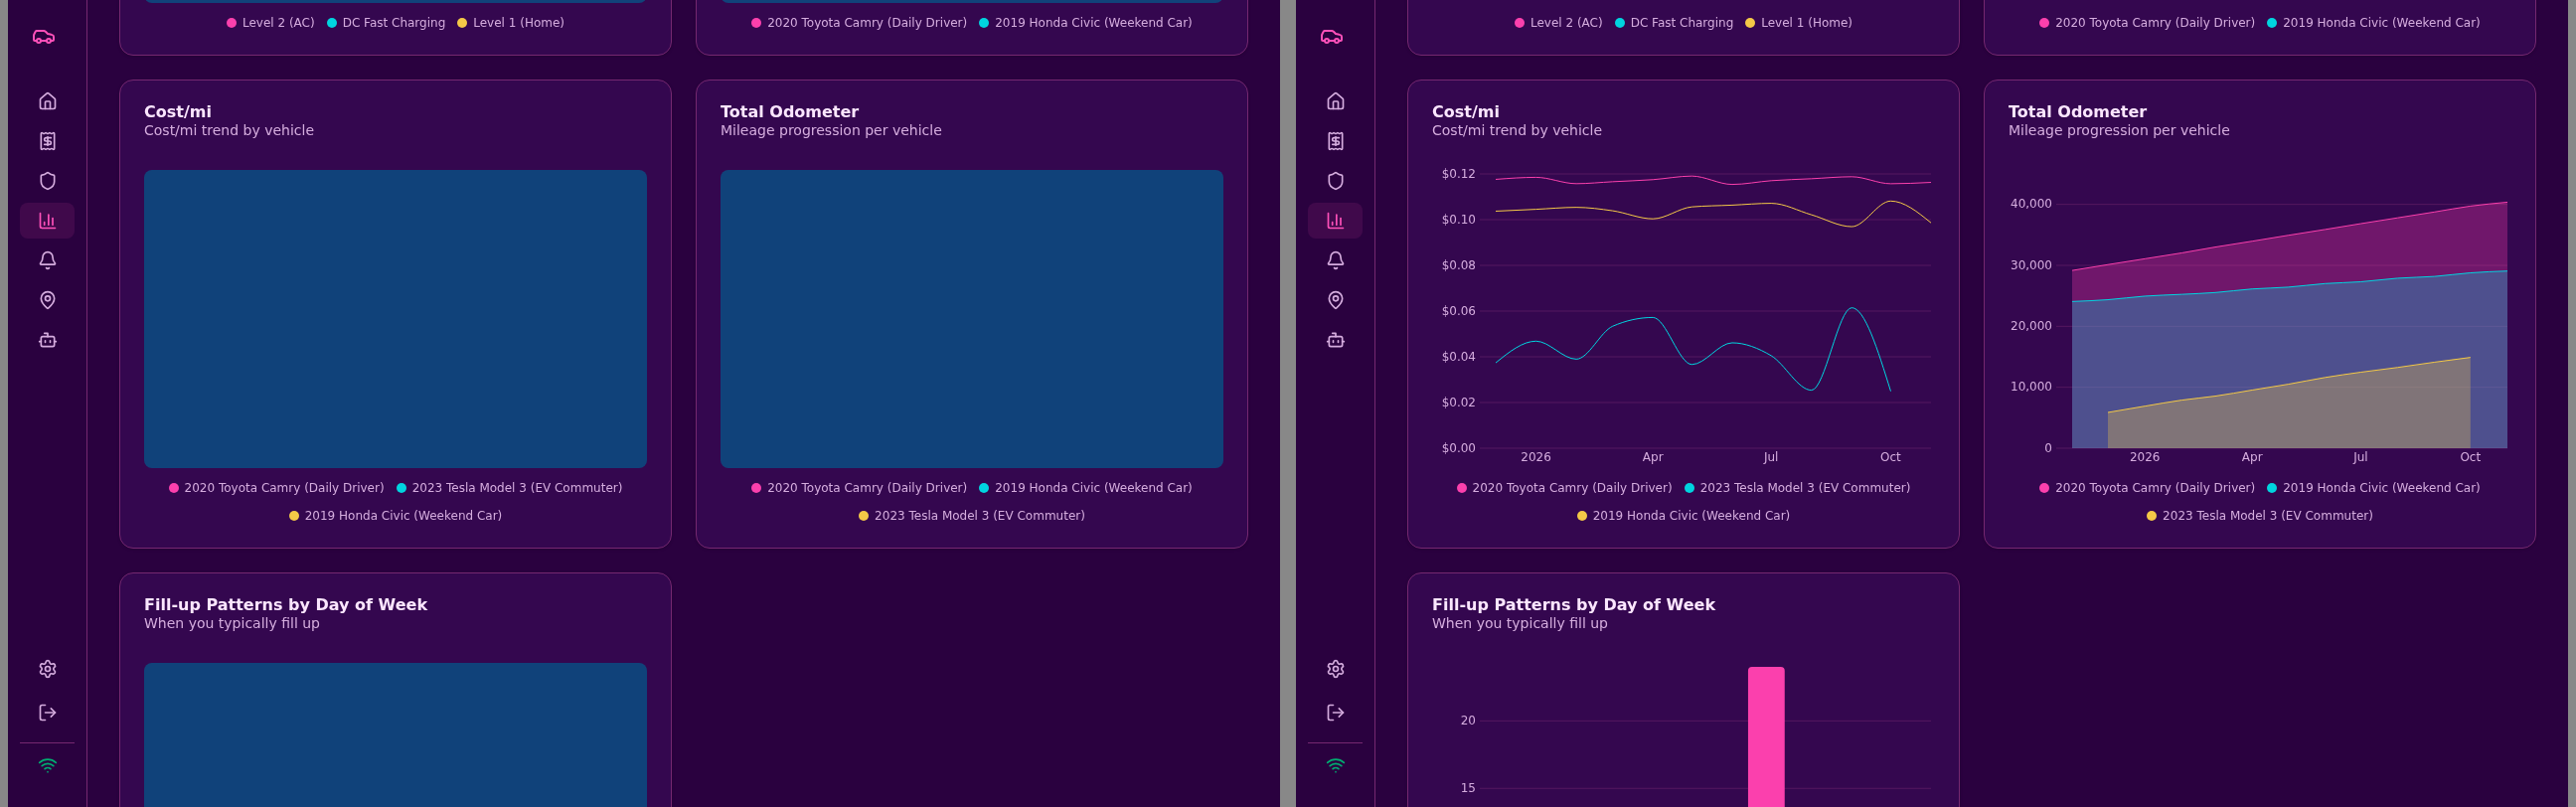 Level 2 (AC) DC Fast Charging Level 1 (Home)
2020 Toyota Camry (Daily Driver) 2019 Honda Civic (Weekend Car)
Cost/mi
Cost/mi trend by vehicle
2020 Toyota Camry (Daily Driver) 2023 Tesla Model 3 (EV Commuter)
2019 Honda Civic (Weekend Car)
Total Odometer
Mileage progression per vehicle
2020 Toyota Camry (Daily Driver) 2019 Honda Civic (Weekend Car)
2023 Tesla Model 3 (EV Commuter)
Fill-up Patterns by Day of Week
When you typically fill up
Level 2 (AC) DC Fast Charging Level 1 (Home)
2020 Toyota Camry (Daily Driver) 2019 Honda Civic (Weekend Car)
Cost/mi
Cost/mi trend by vehicle
$0.12
$0.10
$0.08
$0.06
$0.04
$0.02
$0.00
2026 Apr Jul Oct
2020 Toyota Camry (Daily Driver) 2023 Tesla Model 3 (EV Commuter)
2019 Honda Civic (Weekend Car)
Total Odometer
Mileage progression per vehicle
40,000
30,000
20,000
10,000
0
2026 Apr Jul Oct
2020 Toyota Camry (Daily Driver) 2019 Honda Civic (Weekend Car)
2023 Tesla Model 3 (EV Commuter)
Fill-up Patterns by Day of Week
When you typically fill up
20
15